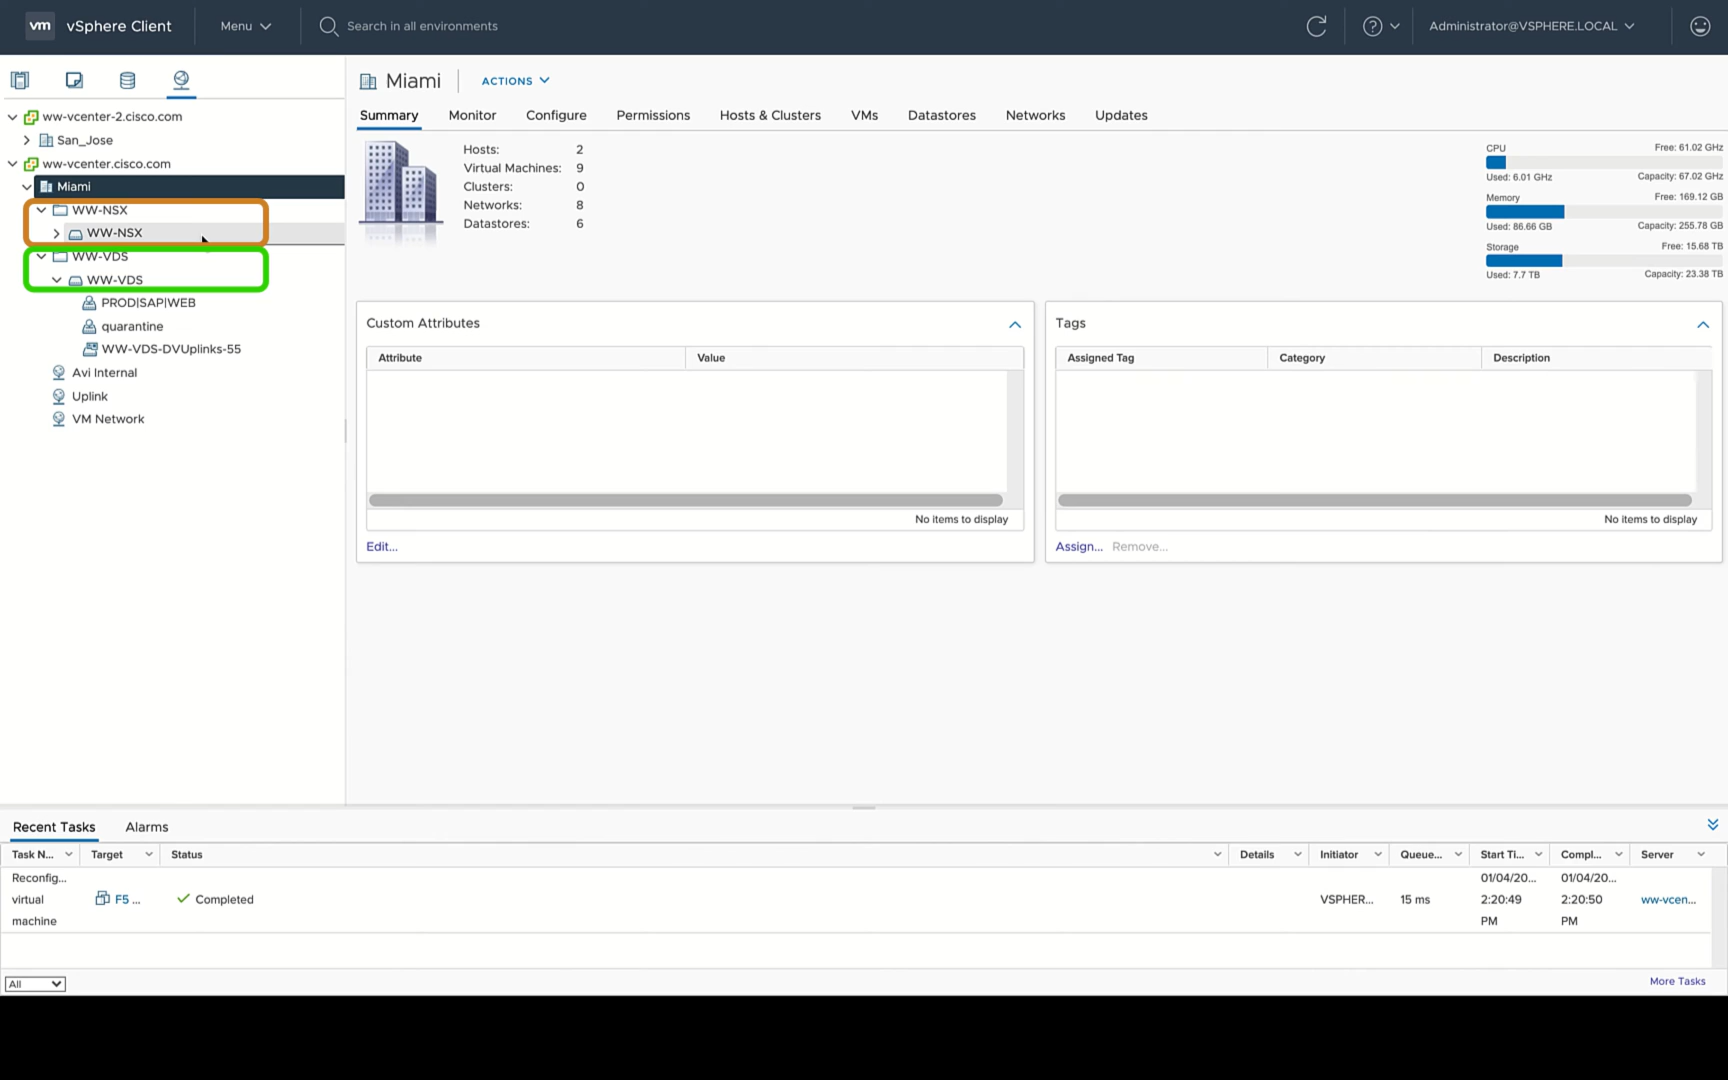 vm vSphere Client Menu Search in all environments Administrator@VSPHERE.LOCAL
Miami ACTIONS
Summary Monitor Configure Permissions Hosts & Clusters VMs Datastores Networks Updates
ww-vcenter-2.cisco.com
San_Jose
ww-vcenter.cisco.com
Miami
WW-NSX
WW-NSX
WW-VDS
WW-VDS
PROD|SAP|WEB
quarantine
WW-VDS-DVUplinks-55
Avi Internal
Uplink
VM Network
Hosts: 2
Virtual Machines: 9
Clusters: 0
Networks: 8
Datastores: 6
CPU Free: 61.02 GHz
Used: 6.01 GHz Capacity: 67.02 GHz
Memory Free: 169.12 GB
Used: 86.66 GB Capacity: 255.78 GB
Storage Free: 15.68 TB
Used: 7.7 TB Capacity: 23.38 TB
Custom Attributes
Attribute Value
No items to display
Edit...
Tags
Assigned Tag Category Description
No items to display
Assign... Remove...
Recent Tasks Alarms
Task N... Target Status Details Initiator Queue... Start Ti... Compl... Server
Reconfig... 01/04/20... 01/04/20...
virtual F5 ... Completed VSPHER... 15 ms 2:20:49 2:20:50 ww-vcen...
machine PM PM
All More Tasks